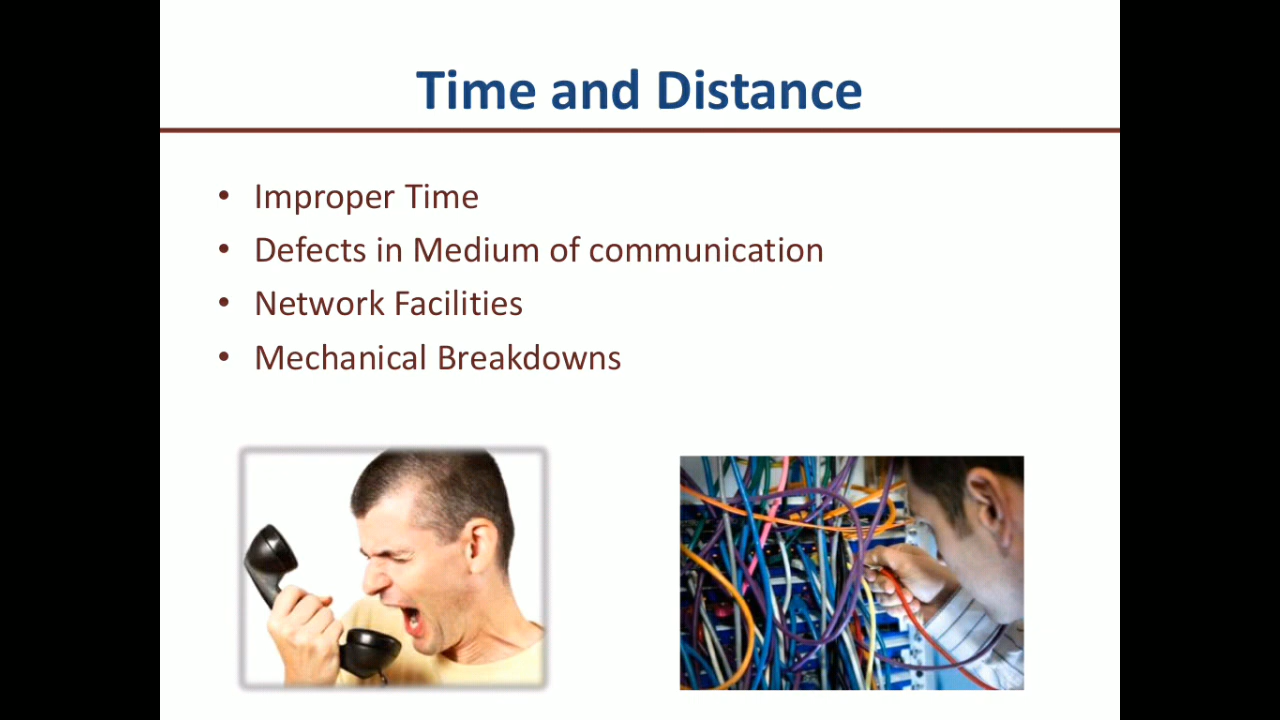 Time and Distance
• Improper Time
• Defects in Medium of communication
• Network Facilities
• Mechanical Breakdowns